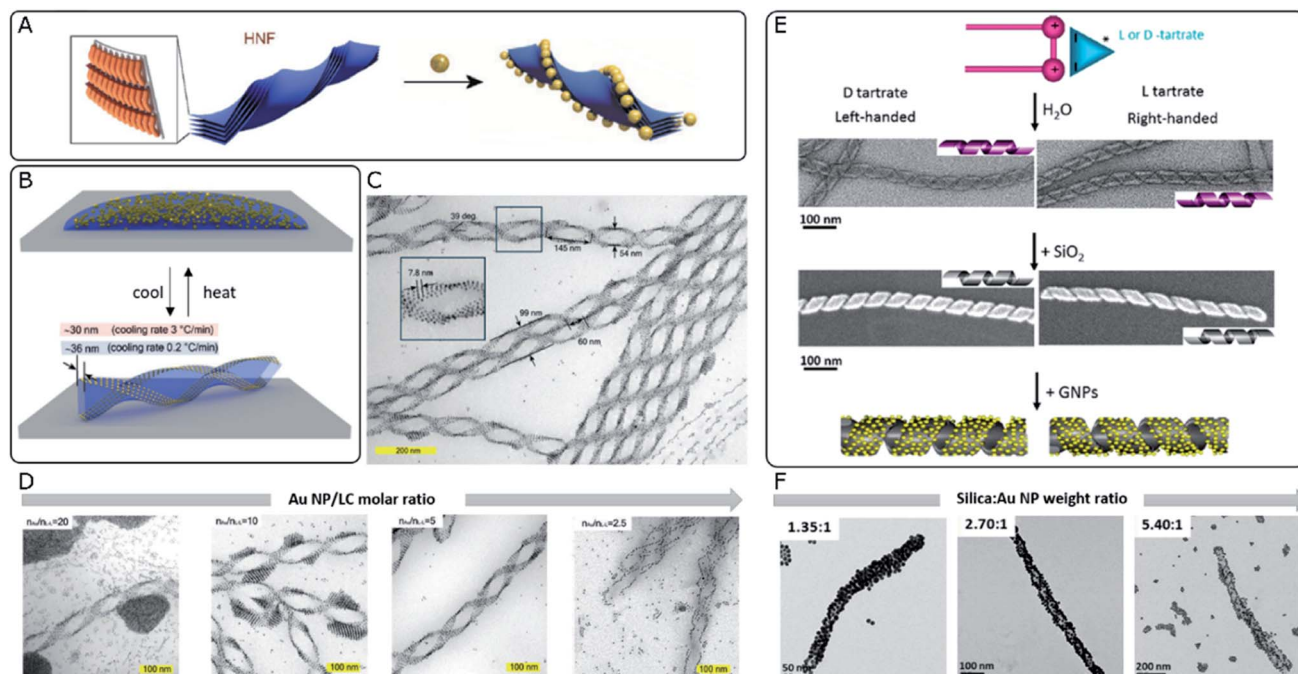 A
HNF
B
cool
heat
~30 nm (cooling rate 3 °C/min)
~36 nm (cooling rate 0.2 °C/min)
C
39 deg.
145 nm
54 nm
7.8 nm
99 nm
60 nm
200 nm
D
Au NP/LC molar ratio
nAu/nLC=20
nAu/nLC=10
nAu/nLC=5
nAu/nLC=2.5
100 nm
100 nm
100 nm
100 nm
E
L or D -tartrate
*
+
+
D tartrate
Left-handed
H₂O
L tartrate
Right-handed
100 nm
+ SiO₂
100 nm
+ GNPs
F
Silica:Au NP weight ratio
1.35:1
2.70:1
5.40:1
50 nm
100 nm
200 nm